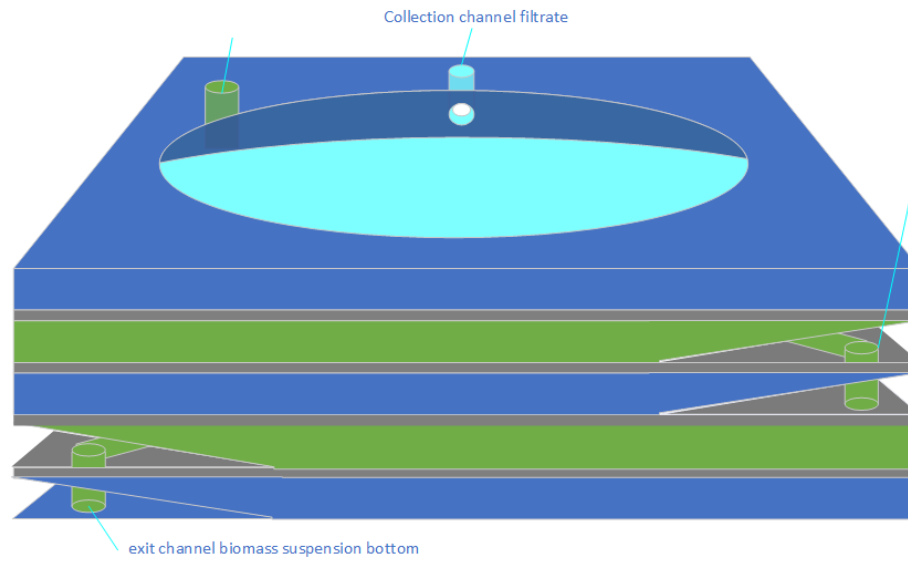 Collection channel filtrate
exit channel biomass suspension bottom